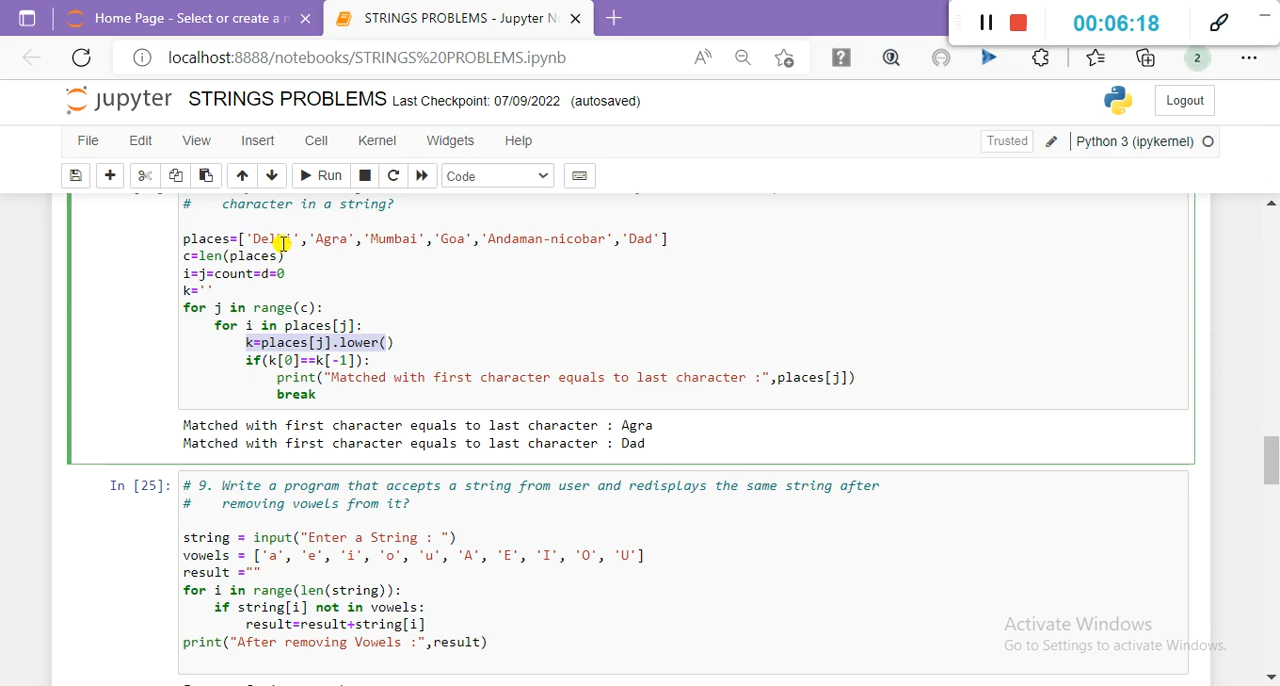 Home Page - Select or create a n
STRINGS PROBLEMS - Jupyter N
00:06:18
localhost:8888/notebooks/STRINGS%20PROBLEMS.ipynb
2
jupyter STRINGS PROBLEMS Last Checkpoint: 07/09/2022 (autosaved)
Logout
File Edit View Insert Cell Kernel Widgets Help
Trusted
Python 3 (ipykernel)
Run
Code
# character in a string?
places=['Delhi','Agra','Mumbai','Goa','Andaman-nicobar','Dad']
c=len(places)
i=j=count=d=0
k=''
for j in range(c):
for i in places[j]:
k=places[j].lower()
if(k[0]==k[-1]):
print("Matched with first character equals to last character :",places[j])
break
Matched with first character equals to last character : Agra
Matched with first character equals to last character : Dad
In [25]:
# 9. Write a program that accepts a string from user and redisplays the same string after
# removing vowels from it?
string = input("Enter a String : ")
vowels = ['a', 'e', 'i', 'o', 'u', 'A', 'E', 'I', 'O', 'U']
result =""
for i in range(len(string)):
if string[i] not in vowels:
result=result+string[i]
print("After removing Vowels :",result)
Activate Windows
Go to Settings to activate Windows.